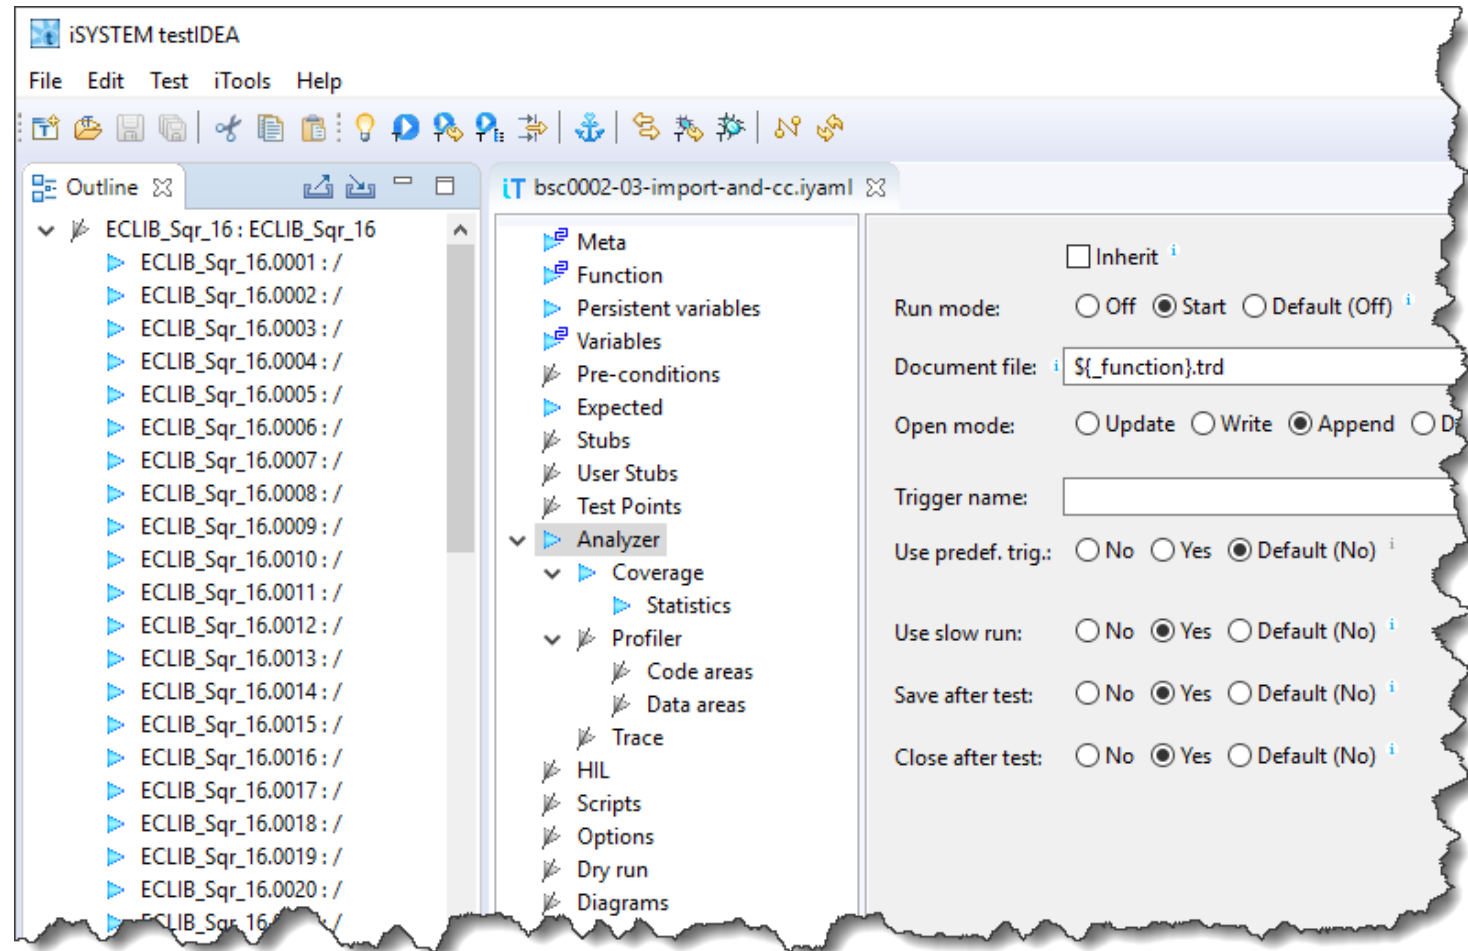 iSYSTEM testIDEA
File Edit Test iTools Help
Outline
bsc0002-03-import-and-cc.iyaml
ECLIB_Sqr_16 : ECLIB_Sqr_16
ECLIB_Sqr_16.0001 : /
ECLIB_Sqr_16.0002 : /
ECLIB_Sqr_16.0003 : /
ECLIB_Sqr_16.0004 : /
ECLIB_Sqr_16.0005 : /
ECLIB_Sqr_16.0006 : /
ECLIB_Sqr_16.0007 : /
ECLIB_Sqr_16.0008 : /
ECLIB_Sqr_16.0009 : /
ECLIB_Sqr_16.0010 : /
ECLIB_Sqr_16.0011 : /
ECLIB_Sqr_16.0012 : /
ECLIB_Sqr_16.0013 : /
ECLIB_Sqr_16.0014 : /
ECLIB_Sqr_16.0015 : /
ECLIB_Sqr_16.0016 : /
ECLIB_Sqr_16.0017 : /
ECLIB_Sqr_16.0018 : /
ECLIB_Sqr_16.0019 : /
ECLIB_Sqr_16.0020 : /
Meta
Function
Persistent variables
Variables
Pre-conditions
Expected
Stubs
User Stubs
Test Points
Analyzer
Coverage
Statistics
Profiler
Code areas
Data areas
Trace
HIL
Scripts
Options
Dry run
Diagrams
Inherit
Run mode: Off Start Default (Off)
Document file: ${_function}.trd
Open mode: Update Write Append
Trigger name:
Use predef. trig.: No Yes Default (No)
Use slow run: No Yes Default (No)
Save after test: No Yes Default (No)
Close after test: No Yes Default (No)